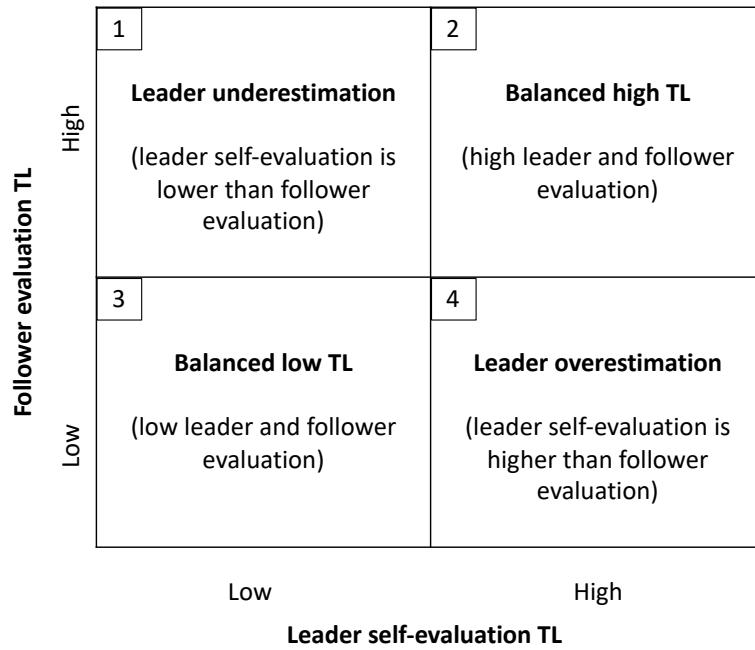 1
Leader underestimation
(leader self-evaluation is
lower than follower
evaluation)
2
Balanced high TL
(high leader and follower
evaluation)
3
Balanced low TL
(low leader and follower
evaluation)
4
Leader overestimation
(leader self-evaluation is
higher than follower
evaluation)
Follower evaluation TL
High
Low
Low
High
Leader self-evaluation TL